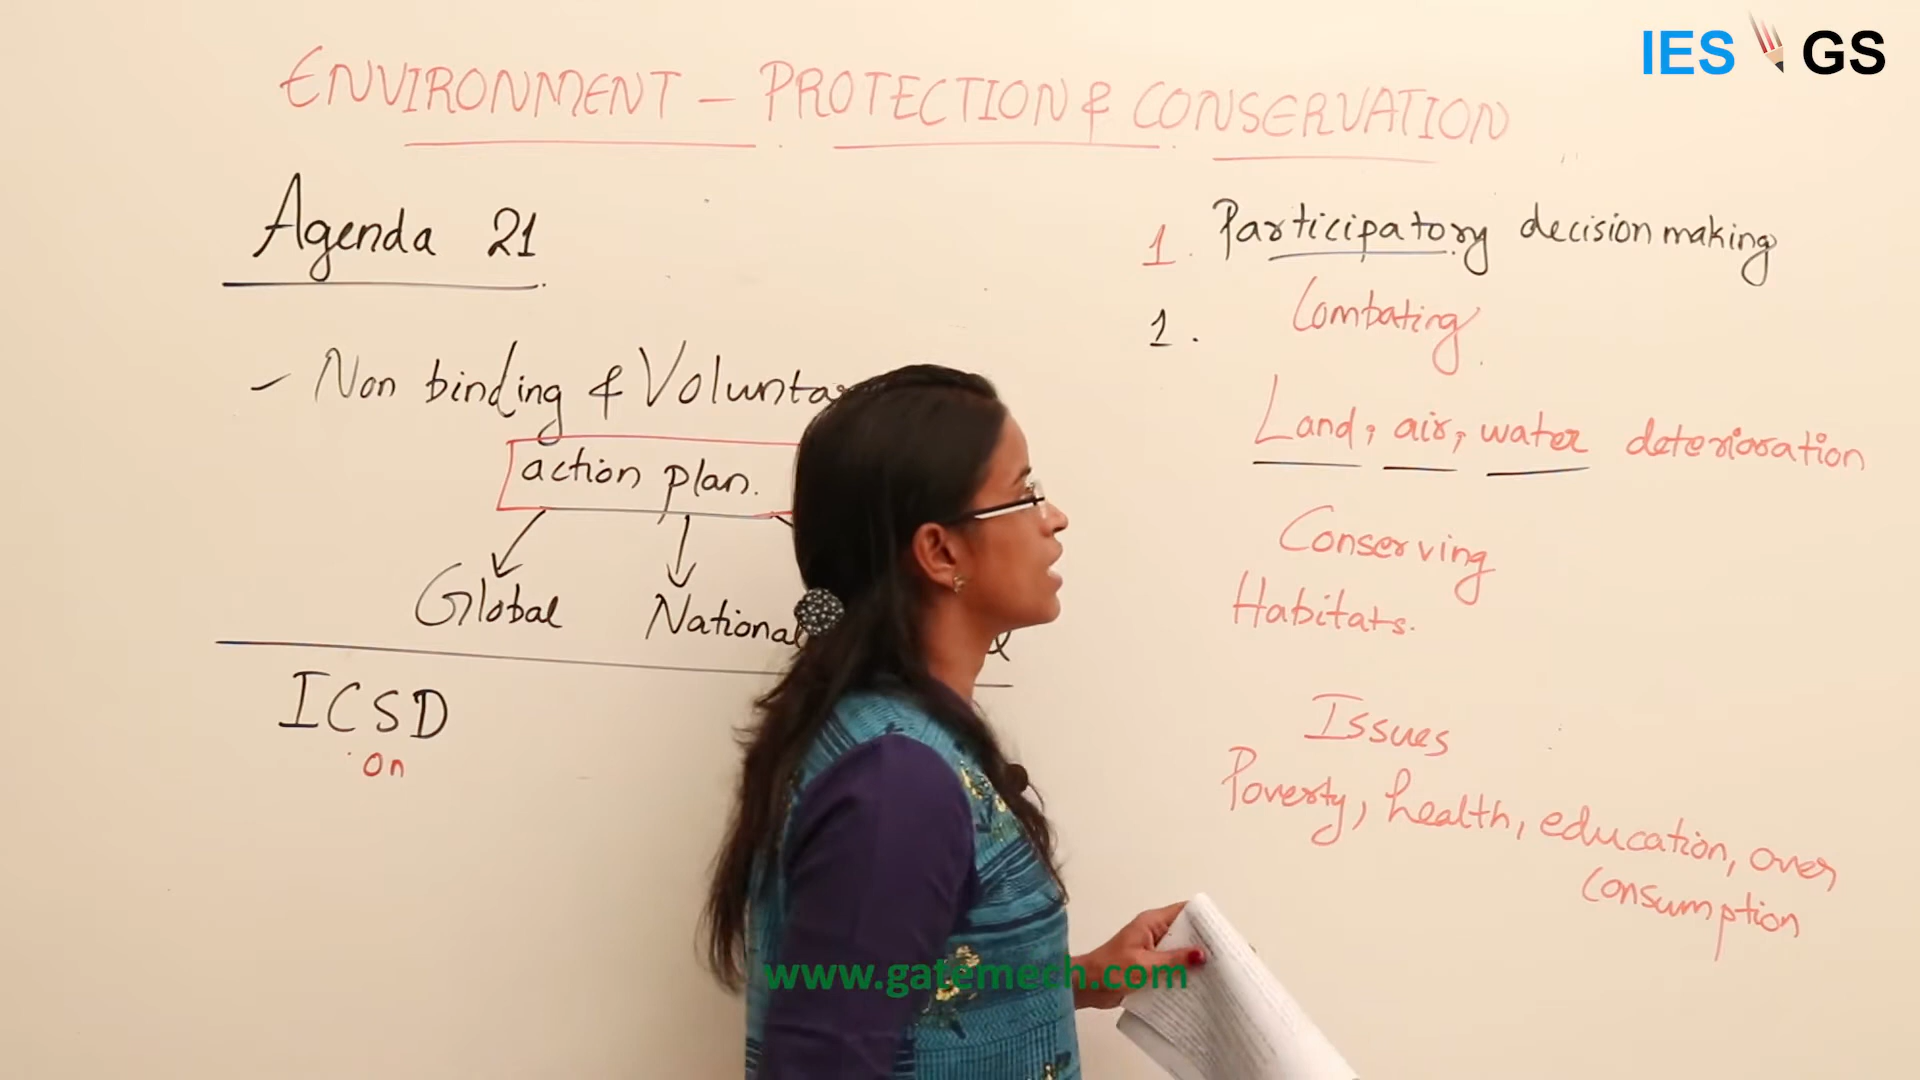 IES GS
ENVIRONMENT - PROTECTION & CONSERVATION
Agenda 21
- Non binding & Volunta
action plan.
Global National
ICSD
on
1. Participatory decision making
1. Combating
Land, air, water deterioration
Conserving
Habitats.
Issues
Poverty, health, education, over
consumption
www.gatemech.com